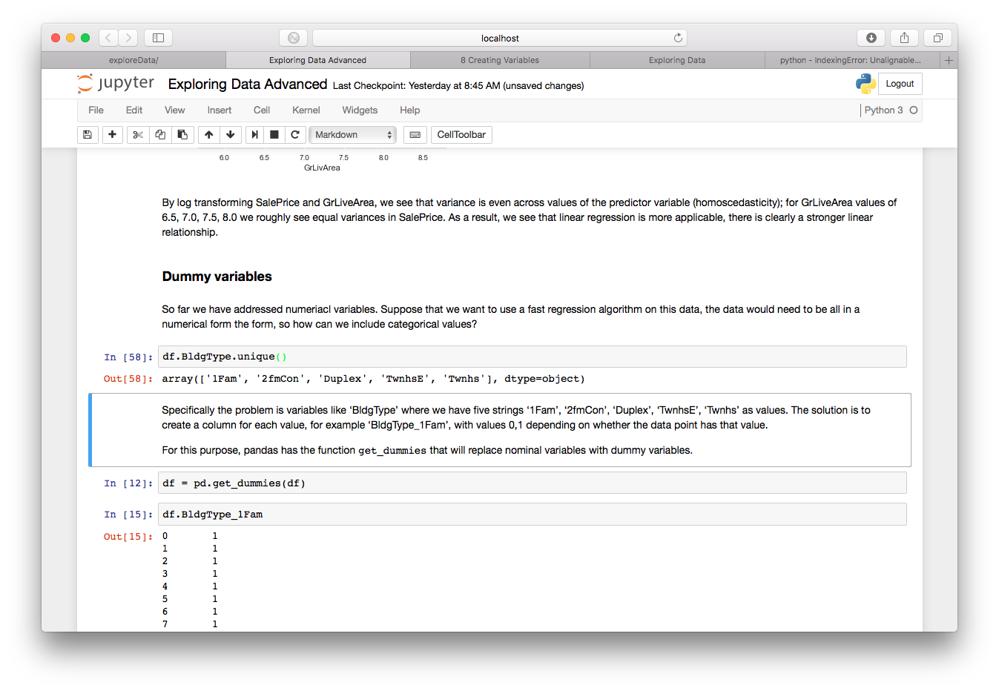 localhost
exploreData/ Exploring Data Advanced 8 Creating Variables Exploring Data python - IndexingError: Unalignable...
jupyter Exploring Data Advanced Last Checkpoint: Yesterday at 8:45 AM (unsaved changes) Logout
File Edit View Insert Cell Kernel Widgets Help Python 3
Markdown CellToolbar
6.0 6.5 7.0 7.5 8.0 8.5
GrLivArea
By log transforming SalePrice and GrLiveArea, we see that variance is even across values of the predictor variable (homoscedasticity); for GrLiveArea values of
6.5, 7.0, 7.5, 8.0 we roughly see equal variances in SalePrice. As a result, we see that linear regression is more applicable, there is clearly a stronger linear
relationship.
Dummy variables
So far we have addressed numeriacl variables. Suppose that we want to use a fast regression algorithm on this data, the data would need to be all in a
numerical form the form, so how can we include categorical values?
In [58]: df.BldgType.unique()
Out[58]: array(['1Fam', '2fmCon', 'Duplex', 'TwnhsE', 'Twnhs'], dtype=object)
Specifically the problem is variables like ‘BldgType’ where we have five strings ‘1Fam’, ‘2fmCon’, ‘Duplex’, ‘TwnhsE’, ‘Twnhs’ as values. The solution is to
create a column for each value, for example ‘BldgType_1Fam’, with values 0,1 depending on whether the data point has that value.
For this purpose, pandas has the function get_dummies that will replace nominal variables with dummy variables.
In [12]: df = pd.get_dummies(df)
In [15]: df.BldgType_1Fam
Out[15]: 0 1
1 1
2 1
3 1
4 1
5 1
6 1
7 1